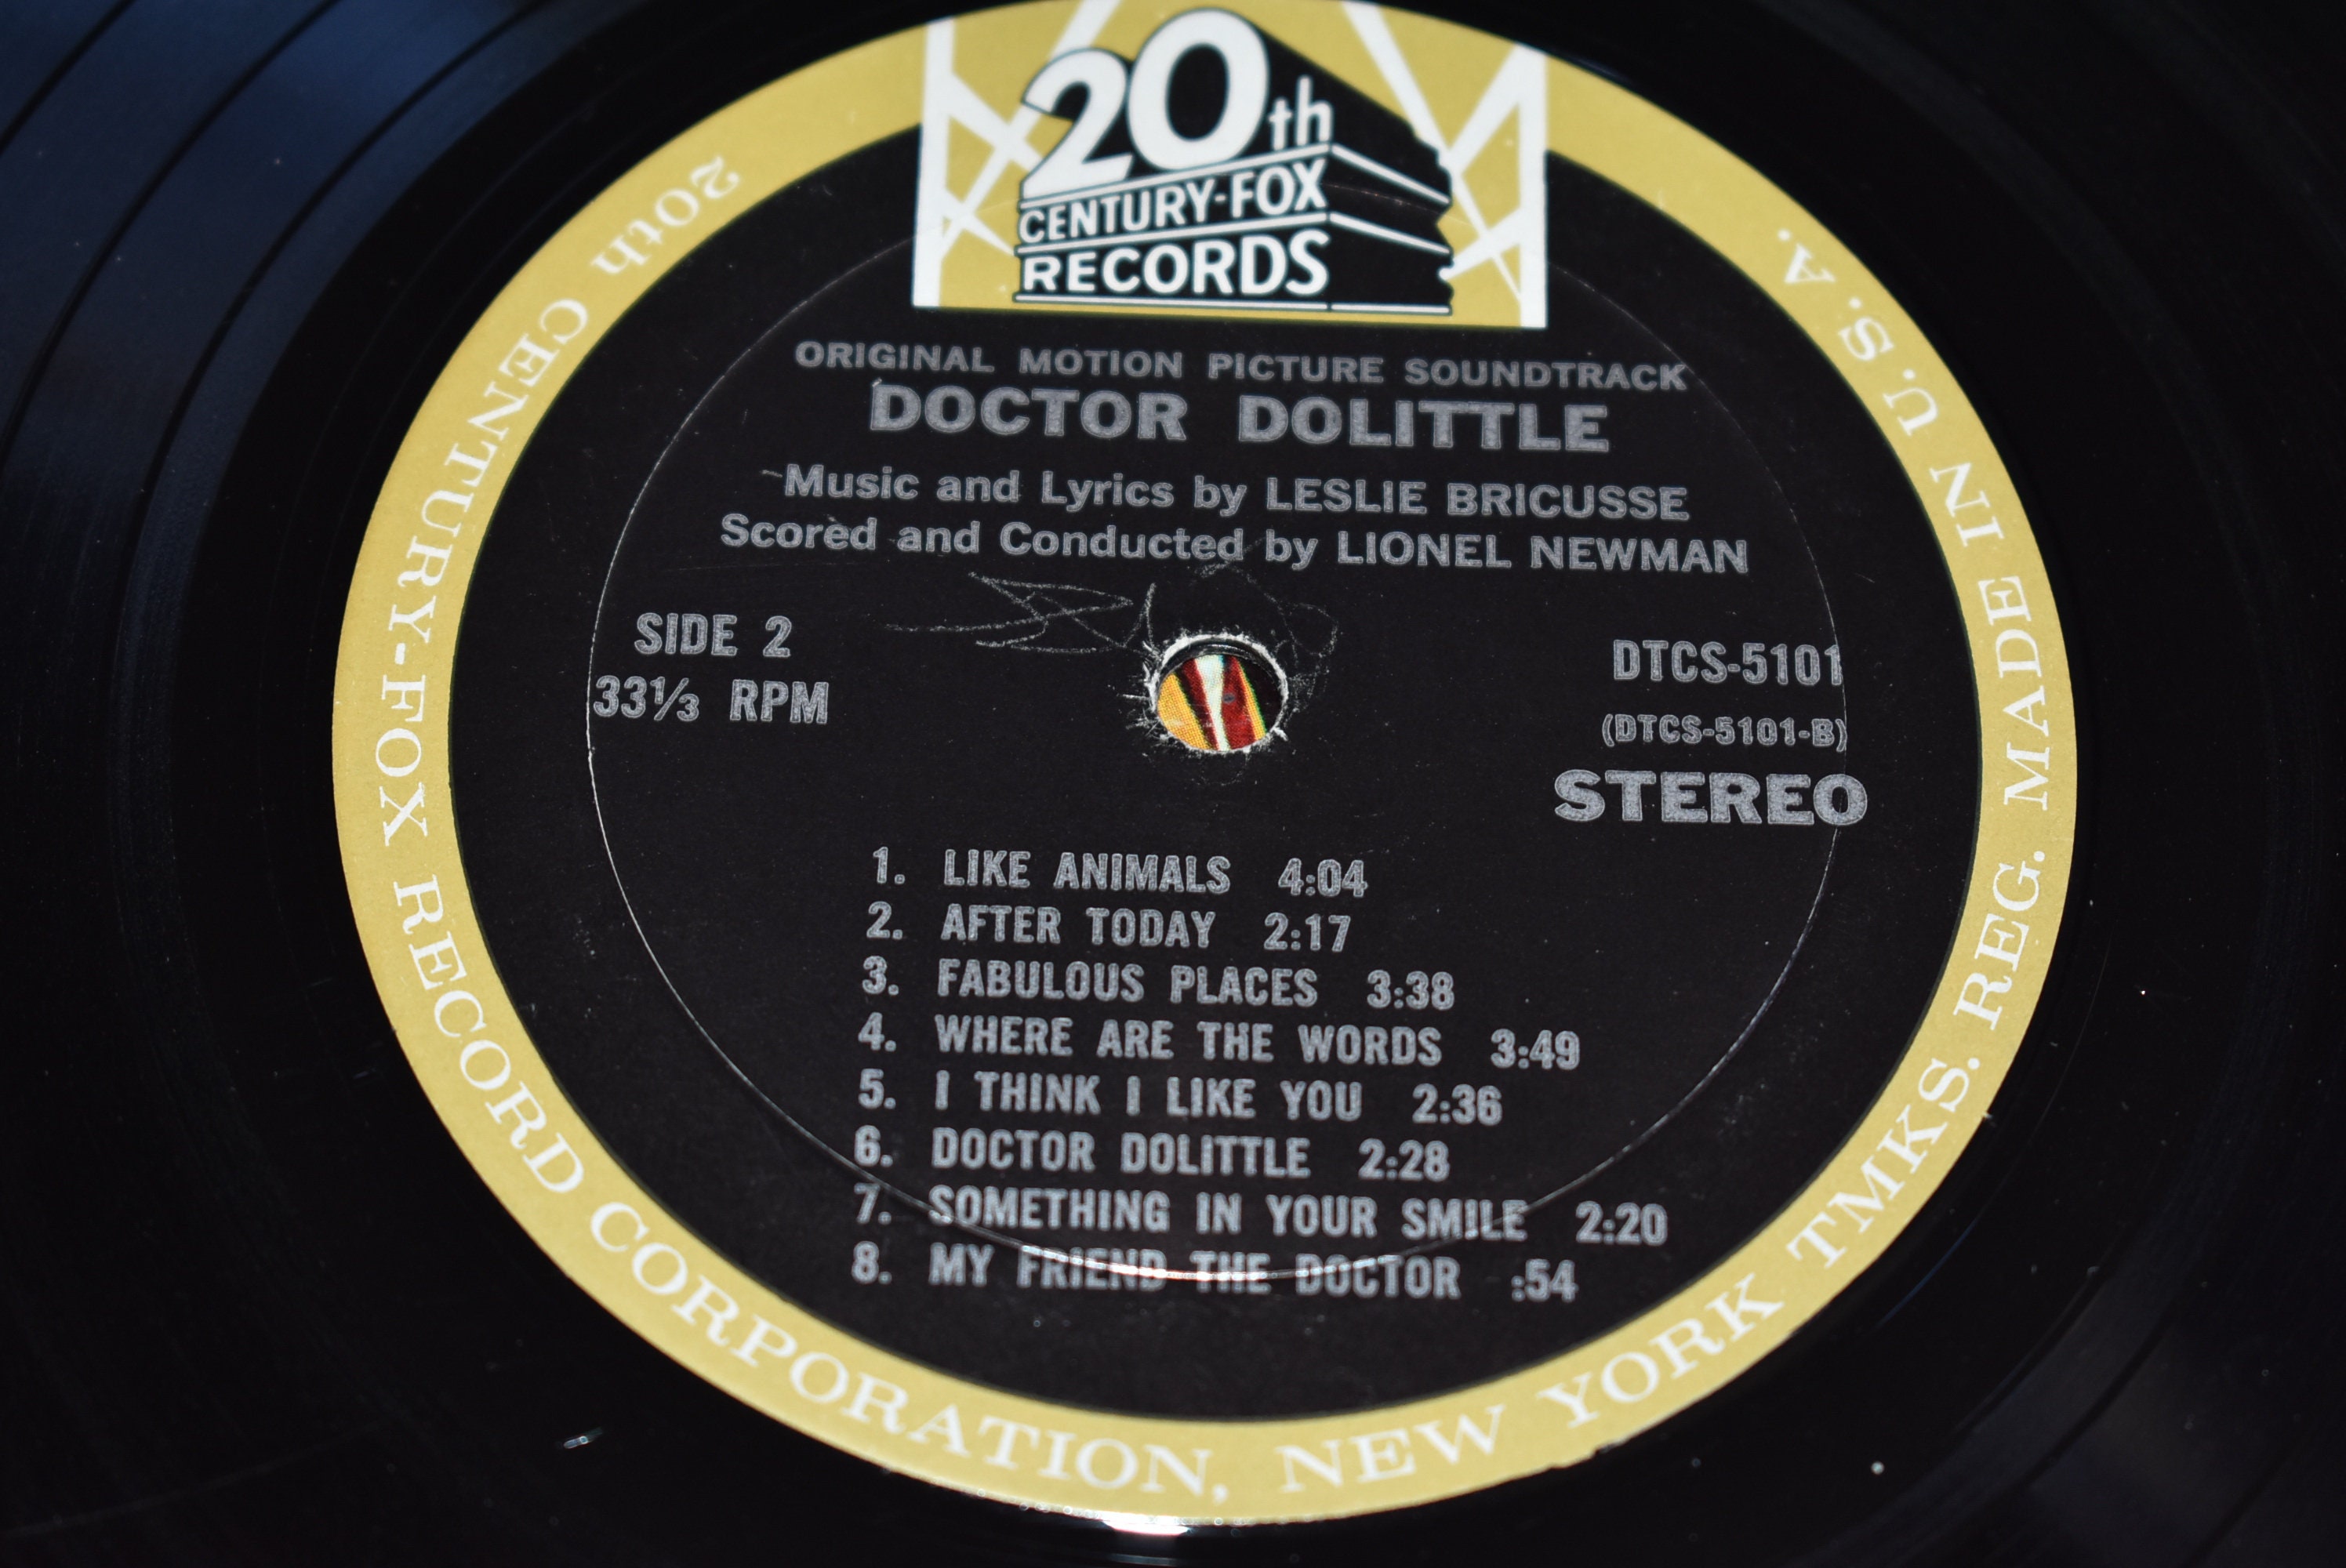 20th
CENTURY-FOX
RECORDS
ORIGINAL MOTION PICTURE SOUNDTRACK
DOCTOR DOLITTLE
Music and Lyrics by LESLIE BRICUSSE
Scored and Conducted by LIONEL NEWMAN
SIDE 2
33⅓ RPM
DTCS-5101
(DTCS-5101-B)
STEREO
1. LIKE ANIMALS 4:04
2. AFTER TODAY 2:17
3. FABULOUS PLACES 3:38
4. WHERE ARE THE WORDS 3:49
5. I THINK I LIKE YOU 2:36
6. DOCTOR DOLITTLE 2:28
7. SOMETHING IN YOUR SMILE 2:20
8. MY FRIEND THE DOCTOR :54
20th CENTURY-FOX RECORD CORPORATION, NEW YORK TMKS. REG. MADE IN U.S.A.